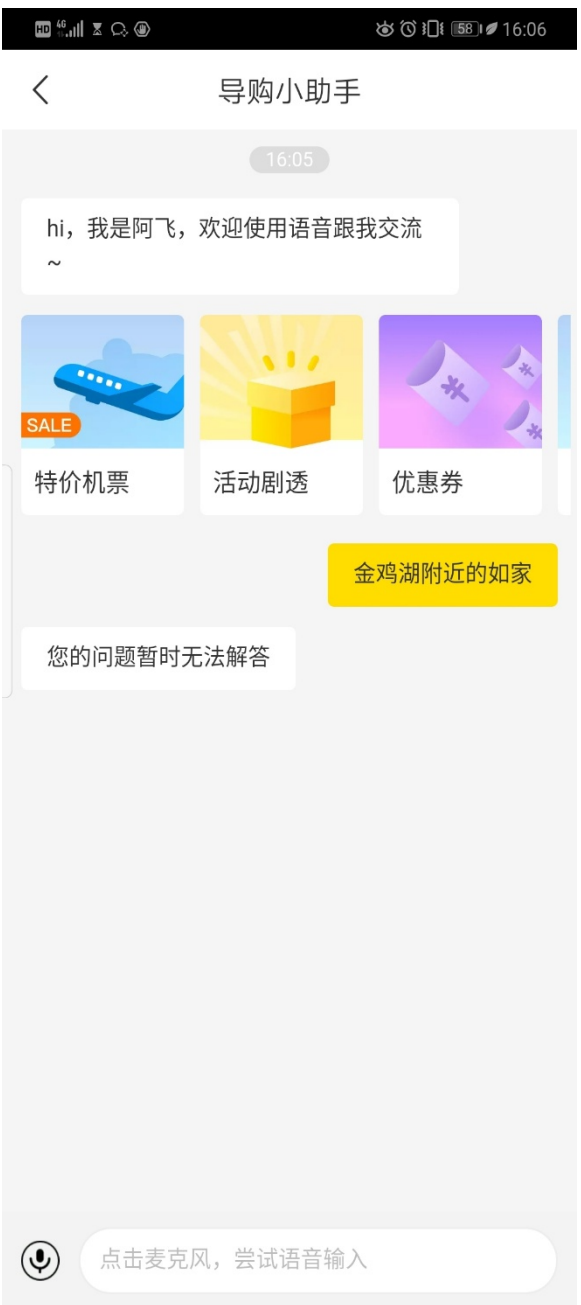 HD 4G 58 16:06
导购小助手
16:05
hi，我是阿飞，欢迎使用语音跟我交流
~
SALE
特价机票 活动剧透 优惠券
金鸡湖附近的如家
您的问题暂时无法解答
点击麦克风，尝试语音输入